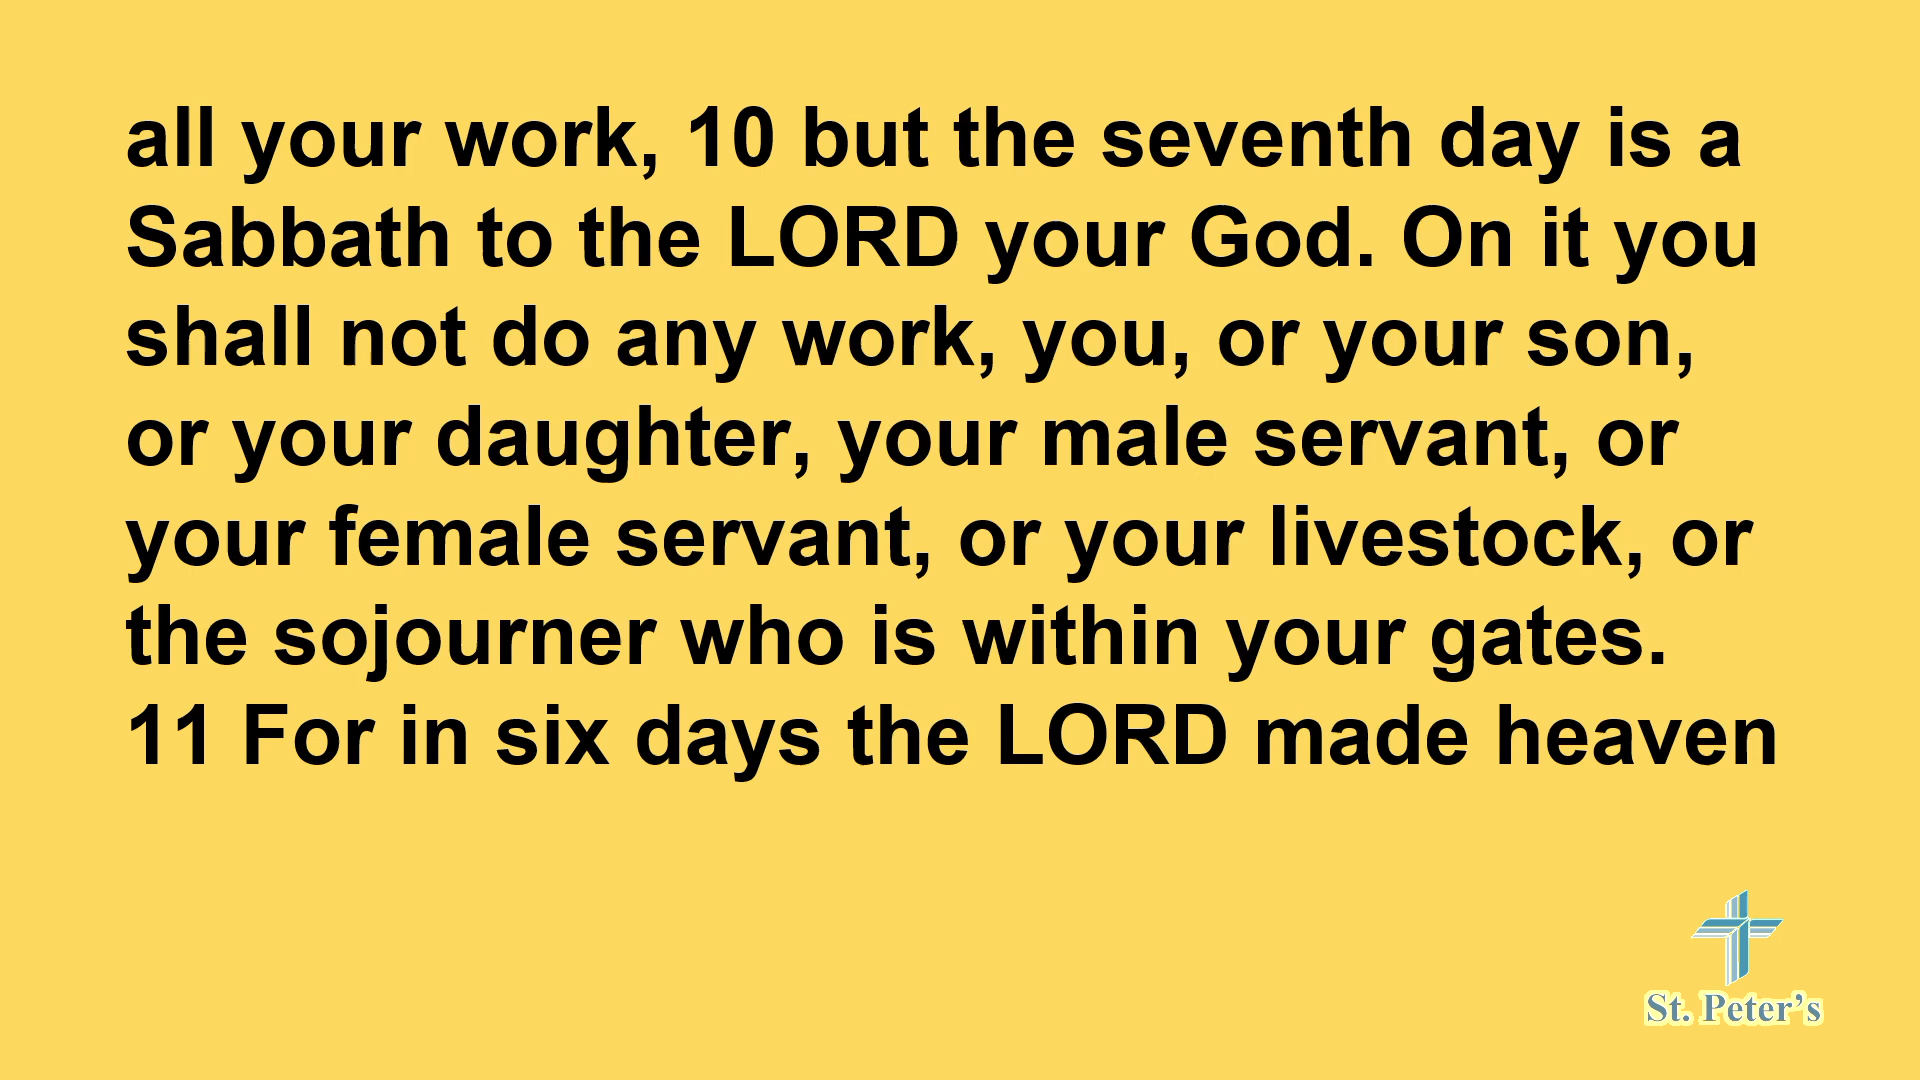 all your work, 10 but the seventh day is a
Sabbath to the LORD your God. On it you
shall not do any work, you, or your son,
or your daughter, your male servant, or
your female servant, or your livestock, or
the sojourner who is within your gates.
11 For in six days the LORD made heaven
St. Peter’s